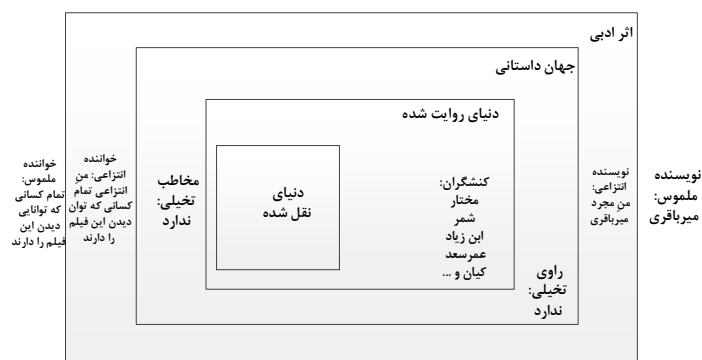 اثر ادبی
جهان داستانی
دنیای روایت شده
نویسنده
ملموس:
میرباقری
نویسنده
انتزاعی:
منِ مجرد
میرباقری
راوی
تخیلی:
ندارد
کنشگران:
مختار
شمر
ابن زیاد
عمرسعد
کیان و ...
دنیای
نقل شده
مخاطب
تخیلی:
ندارد
خواننده
انتزاعی: منِ
انتزاعی تمام
کسانی که توان
دیدن این فیلم
را دارند
خواننده
ملموس:
تمام کسانی
که توانایی
دیدن این
فیلم را دارند